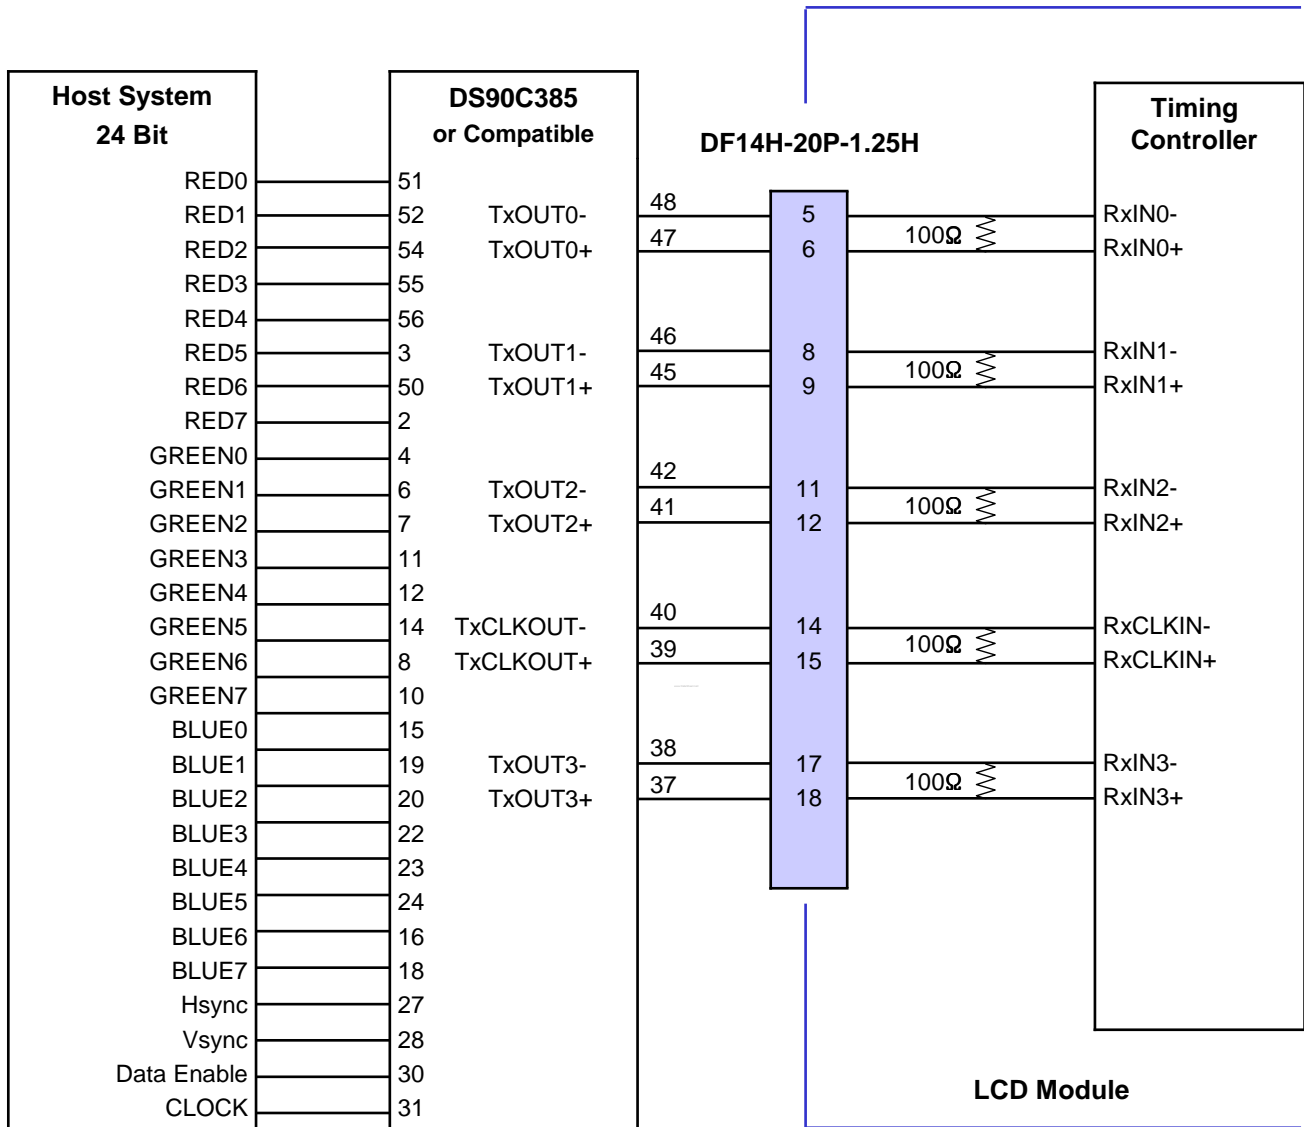 Host System
24 Bit
DS90C385
or Compatible
DF14H-20P-1.25H
Timing
Controller
RED0 51
RED1 52 TxOUT0- 48 5 RxIN0-
100Ω
RED2 54 TxOUT0+ 47 6 RxIN0+
RED3 55
RED4 56
RED5 3 TxOUT1- 46 8 RxIN1-
100Ω
RED6 50 TxOUT1+ 45 9 RxIN1+
RED7 2
GREEN0 4
GREEN1 6 TxOUT2- 42 11 RxIN2-
100Ω
GREEN2 7 TxOUT2+ 41 12 RxIN2+
GREEN3 11
GREEN4 12
GREEN5 14 TxCLKOUT- 40 14 RxCLKIN-
100Ω
GREEN6 8 TxCLKOUT+ 39 15 RxCLKIN+
GREEN7 10
BLUE0 15
BLUE1 19 TxOUT3- 38 17 RxIN3-
100Ω
BLUE2 20 TxOUT3+ 37 18 RxIN3+
BLUE3 22
BLUE4 23
BLUE5 24
BLUE6 16
BLUE7 18
Hsync 27
Vsync 28
Data Enable 30
CLOCK 31
LCD Module